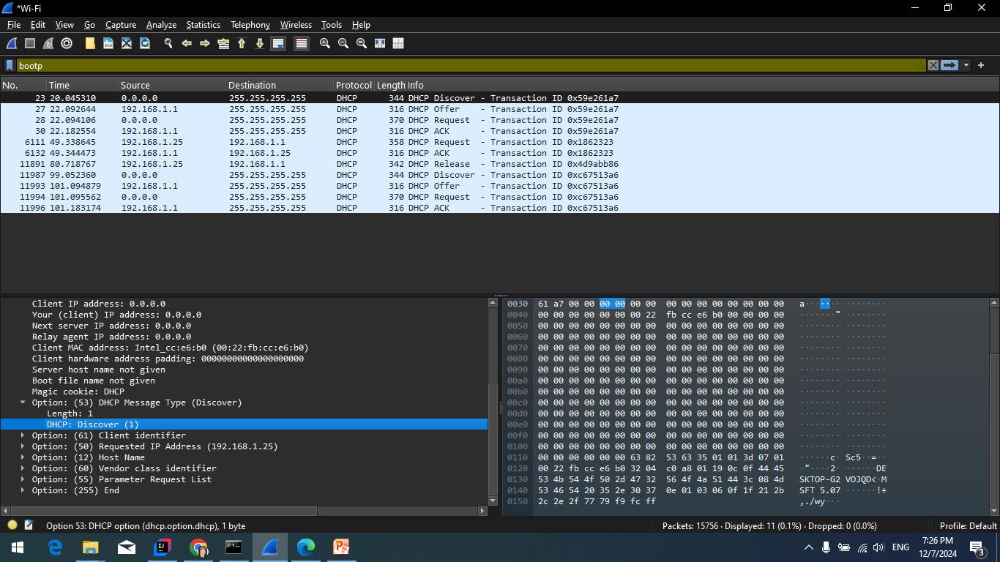 *Wi-Fi
File Edit View Go Capture Analyze Statistics Telephony Wireless Tools Help
bootp
No. Time Source Destination Protocol Length Info
23 20.045310 0.0.0.0 255.255.255.255 DHCP 344 DHCP Discover - Transaction ID 0x59e261a7
27 22.092644 192.168.1.1 255.255.255.255 DHCP 316 DHCP Offer - Transaction ID 0x59e261a7
28 22.094106 0.0.0.0 255.255.255.255 DHCP 370 DHCP Request - Transaction ID 0x59e261a7
30 22.182554 192.168.1.1 255.255.255.255 DHCP 316 DHCP ACK - Transaction ID 0x59e261a7
6111 49.338645 192.168.1.25 192.168.1.1 DHCP 358 DHCP Request - Transaction ID 0x1862323
6132 49.344473 192.168.1.1 192.168.1.25 DHCP 316 DHCP ACK - Transaction ID 0x1862323
11891 80.718767 192.168.1.25 192.168.1.1 DHCP 342 DHCP Release - Transaction ID 0x4d9abb86
11987 99.052360 0.0.0.0 255.255.255.255 DHCP 344 DHCP Discover - Transaction ID 0xc67513a6
11993 101.094879 192.168.1.1 255.255.255.255 DHCP 316 DHCP Offer - Transaction ID 0xc67513a6
11994 101.095562 0.0.0.0 255.255.255.255 DHCP 370 DHCP Request - Transaction ID 0xc67513a6
11996 101.183174 192.168.1.1 255.255.255.255 DHCP 316 DHCP ACK - Transaction ID 0xc67513a6
Client IP address: 0.0.0.0
Your (client) IP address: 0.0.0.0
Next server IP address: 0.0.0.0
Relay agent IP address: 0.0.0.0
Client MAC address: Intel_cc:e6:b0 (00:22:fb:cc:e6:b0)
Client hardware address padding: 00000000000000000000
Server host name not given
Boot file name not given
Magic cookie: DHCP
Option: (53) DHCP Message Type (Discover)
Length: 1
DHCP: Discover (1)
Option: (61) Client identifier
Option: (50) Requested IP Address (192.168.1.25)
Option: (12) Host Name
Option: (60) Vendor class identifier
Option: (55) Parameter Request List
Option: (255) End
0030 61 a7 00 00 00 00 00 00 00 00 00 00 00 00 00 00 a····· ········
0040 00 00 00 00 00 00 00 22 fb cc e6 b0 00 00 00 00 ·······" ········
0050 00 00 00 00 00 00 00 00 00 00 00 00 00 00 00 00 ········ ········
0060 00 00 00 00 00 00 00 00 00 00 00 00 00 00 00 00 ········ ········
0070 00 00 00 00 00 00 00 00 00 00 00 00 00 00 00 00 ········ ········
0080 00 00 00 00 00 00 00 00 00 00 00 00 00 00 00 00 ········ ········
0090 00 00 00 00 00 00 00 00 00 00 00 00 00 00 00 00 ········ ········
00a0 00 00 00 00 00 00 00 00 00 00 00 00 00 00 00 00 ········ ········
00b0 00 00 00 00 00 00 00 00 00 00 00 00 00 00 00 00 ········ ········
00c0 00 00 00 00 00 00 00 00 00 00 00 00 00 00 00 00 ········ ········
00d0 00 00 00 00 00 00 00 00 00 00 00 00 00 00 00 00 ········ ········
00e0 00 00 00 00 00 00 00 00 00 00 00 00 00 00 00 00 ········ ········
00f0 00 00 00 00 00 00 00 00 00 00 00 00 00 00 00 00 ········ ········
0100 00 00 00 00 00 00 00 00 00 00 00 00 00 00 00 00 ········ ········
0110 00 00 00 00 00 00 63 82 53 63 35 01 01 3d 07 01 ······c· Sc5··=··
0120 00 22 fb cc e6 b0 32 04 c0 a8 01 19 0c 0f 44 45 ·"····2· ······DE
0130 53 4b 54 4f 50 2d 47 32 56 4f 4a 51 44 3c 08 4d SKTOP-G2 VOJQD<·M
0140 53 46 54 20 35 2e 30 37 0e 01 03 06 0f 1f 21 2b SFT 5.07 ······!+
0150 2c 2e 2f 77 79 f9 fc ff ,./wy···
Option 53: DHCP option (dhcp.option.dhcp), 1 byte
Packets: 15756 · Displayed: 11 (0.1%) · Dropped: 0 (0.0%)
Profile: Default
ENG
7:26 PM
12/7/2024
3